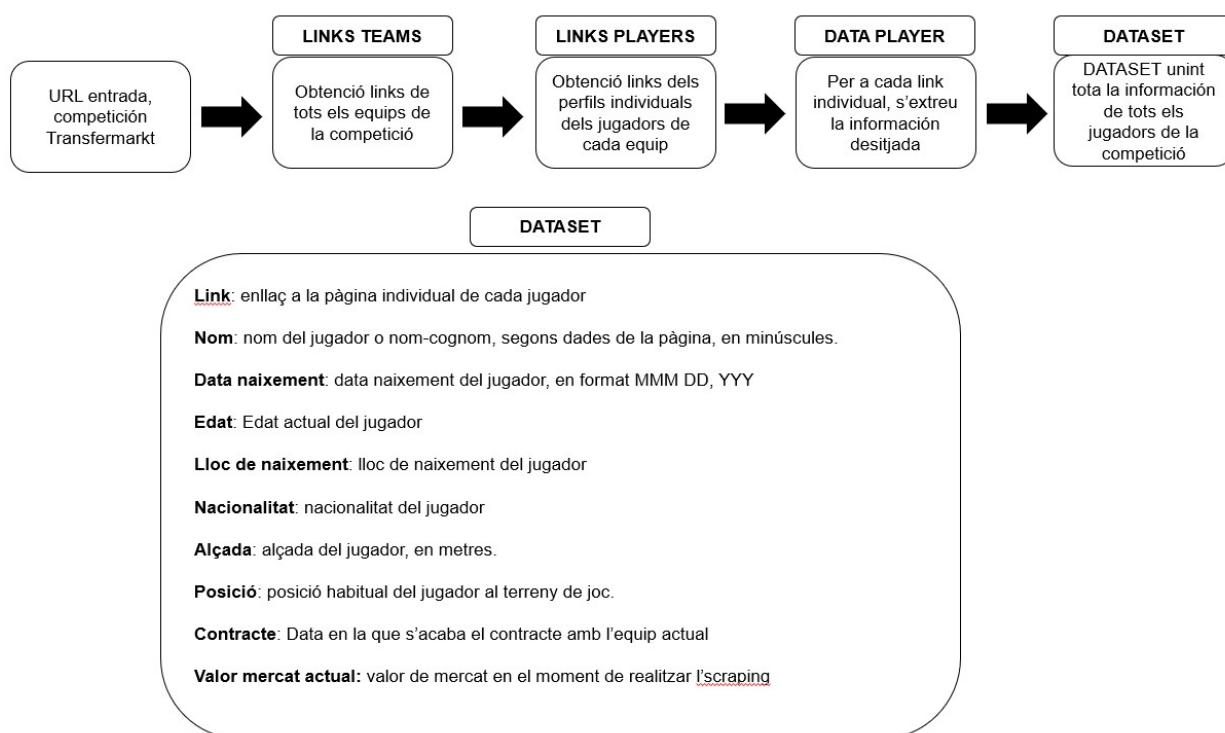 URL entrada,
competición
Transfermarkt
LINKS TEAMS
Obtenció links de
tots els equips de
la competició
LINKS PLAYERS
Obtenció links dels
perfils individuals
dels jugadors de
cada equip
DATA PLAYER
Per a cada link
individual, s’extreu
la información
desitjada
DATASET
DATASET unint
tota la información
de tots els
jugadors de la
competició
DATASET
Link: enllaç a la pàgina individual de cada jugador
Nom: nom del jugador o nom-cognom, segons dades de la pàgina, en minúscules.
Data naixement: data naixement del jugador, en format MMM DD, YYY
Edat: Edat actual del jugador
Lloc de naixement: lloc de naixement del jugador
Nacionalitat: nacionalitat del jugador
Alçada: alçada del jugador, en metres.
Posició: posició habitual del jugador al terreny de joc.
Contracte: Data en la que s’acaba el contracte amb l’equip actual
Valor mercat actual: valor de mercat en el moment de realitzar l’scraping